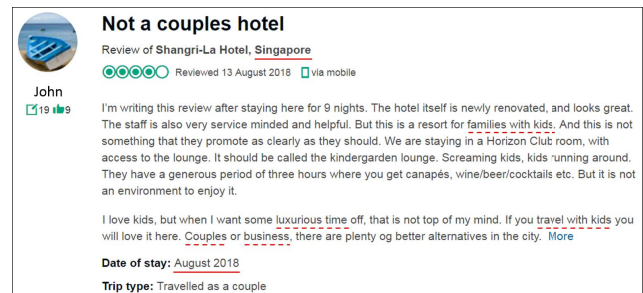 Not a couples hotel
Review of Shangri-La Hotel, Singapore
Reviewed 13 August 2018 via mobile
John
19 9
I'm writing this review after staying here for 9 nights. The hotel itself is newly renovated, and looks great.
The staff is also very service minded and helpful. But this is a resort for families with kids. And this is not
something that they promote as clearly as they should. We are staying in a Horizon Club room, with
access to the lounge. It should be called the kindergarden lounge. Screaming kids, kids running around.
They have a generous period of three hours where you get canapés, wine/beer/cocktails etc. But it is not
an environment to enjoy it.
I love kids, but when I want some luxurious time off, that is not top of my mind. If you travel with kids you
will love it here. Couples or business, there are plenty og better alternatives in the city. More
Date of stay: August 2018
Trip type: Travelled as a couple